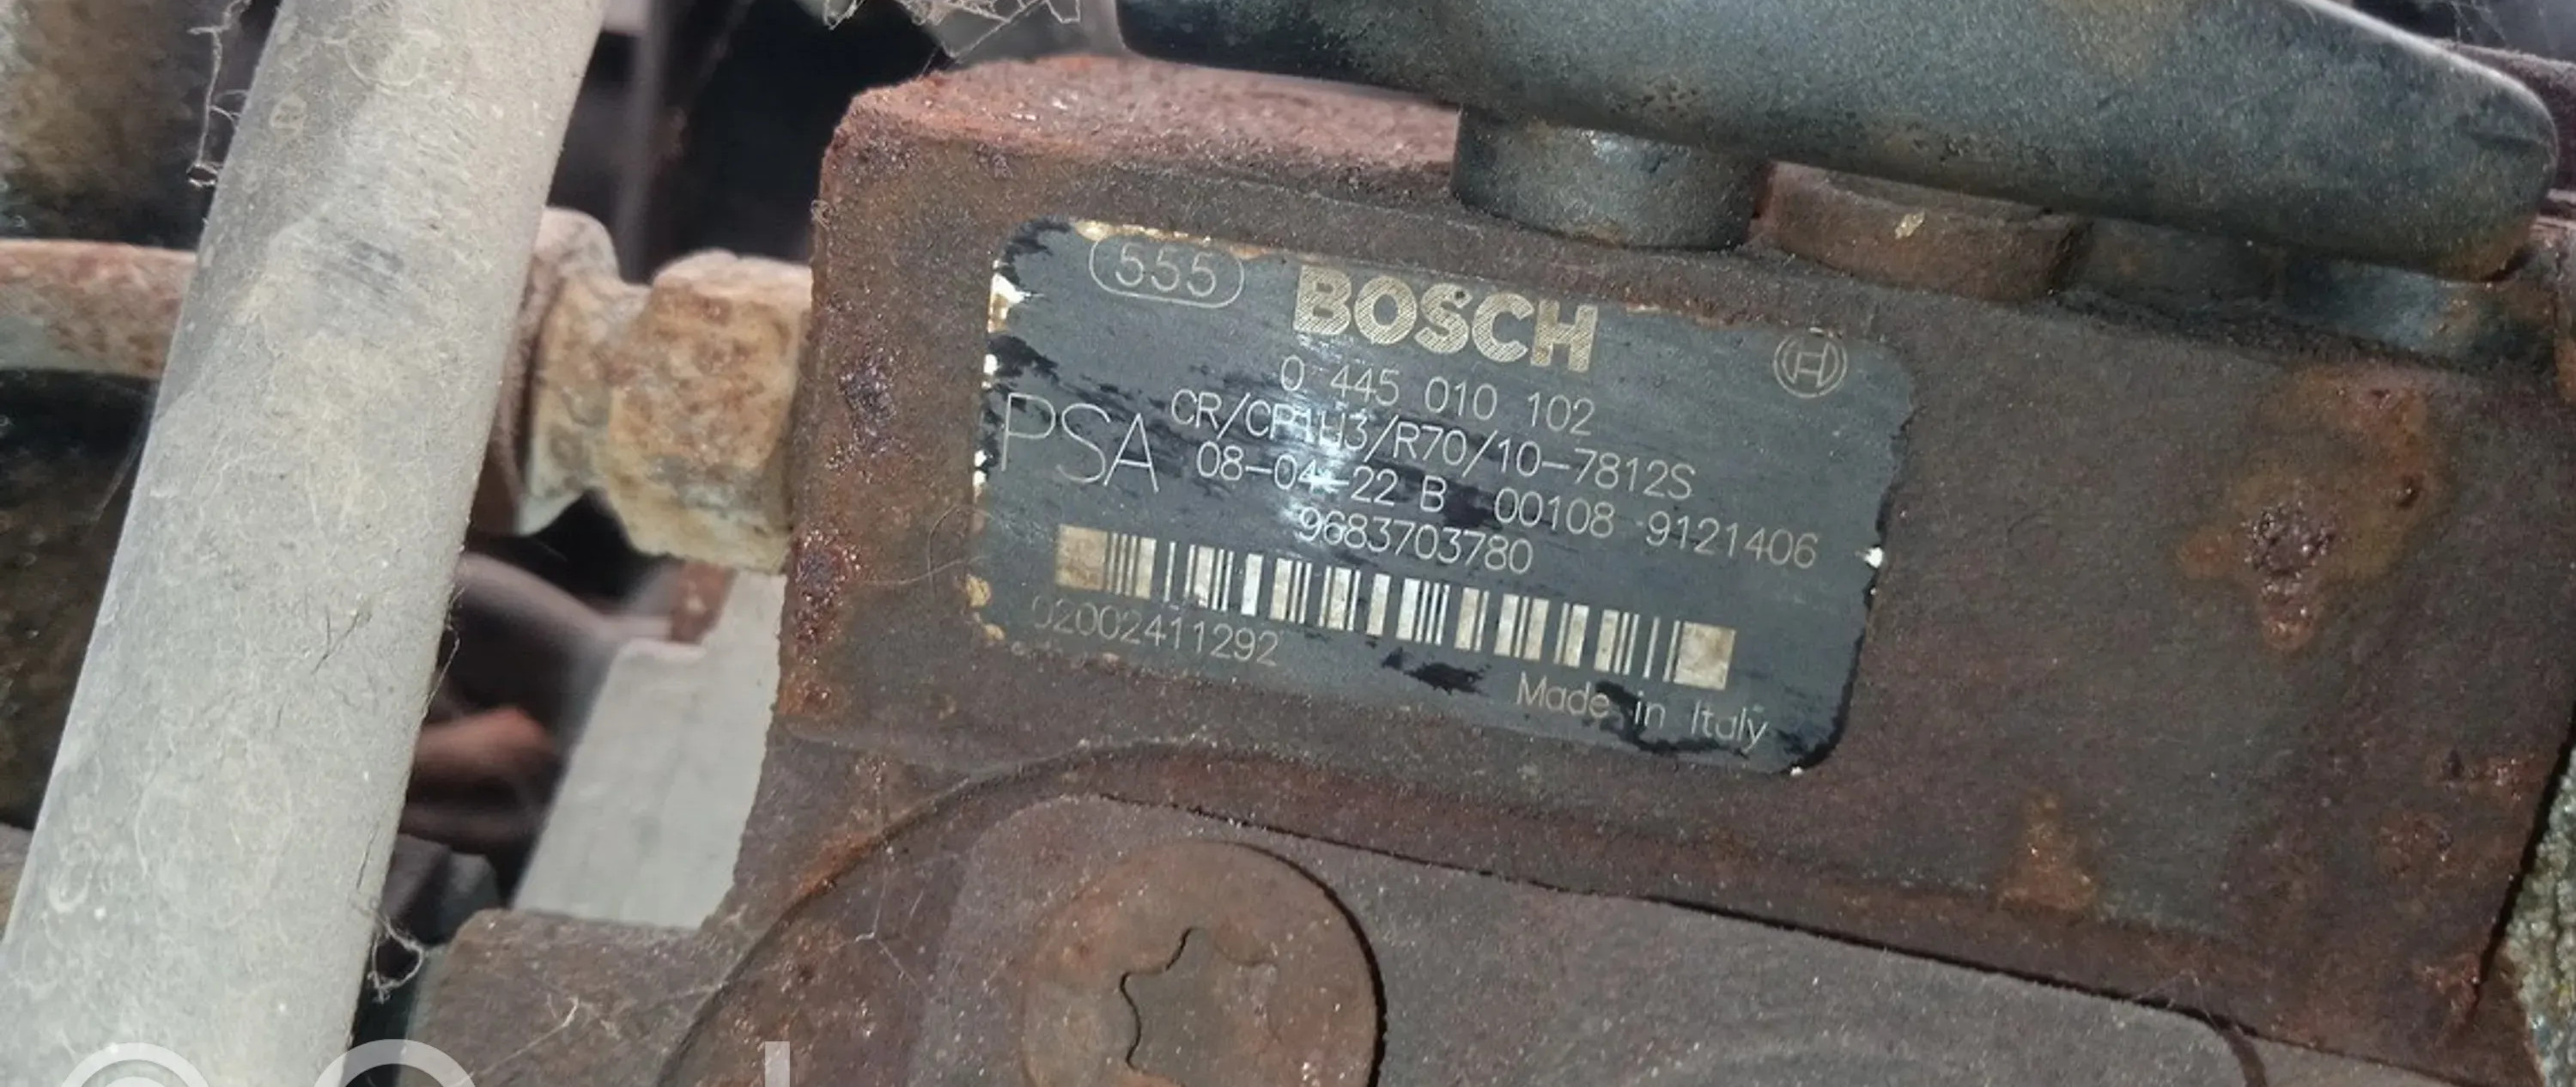 555
BOSCH
0 445 010 102
CR/CP1H3/R70/10-7812S
PSA
08-04-22 B 00108 9121406
9683703780
02002411292
Made in Italy